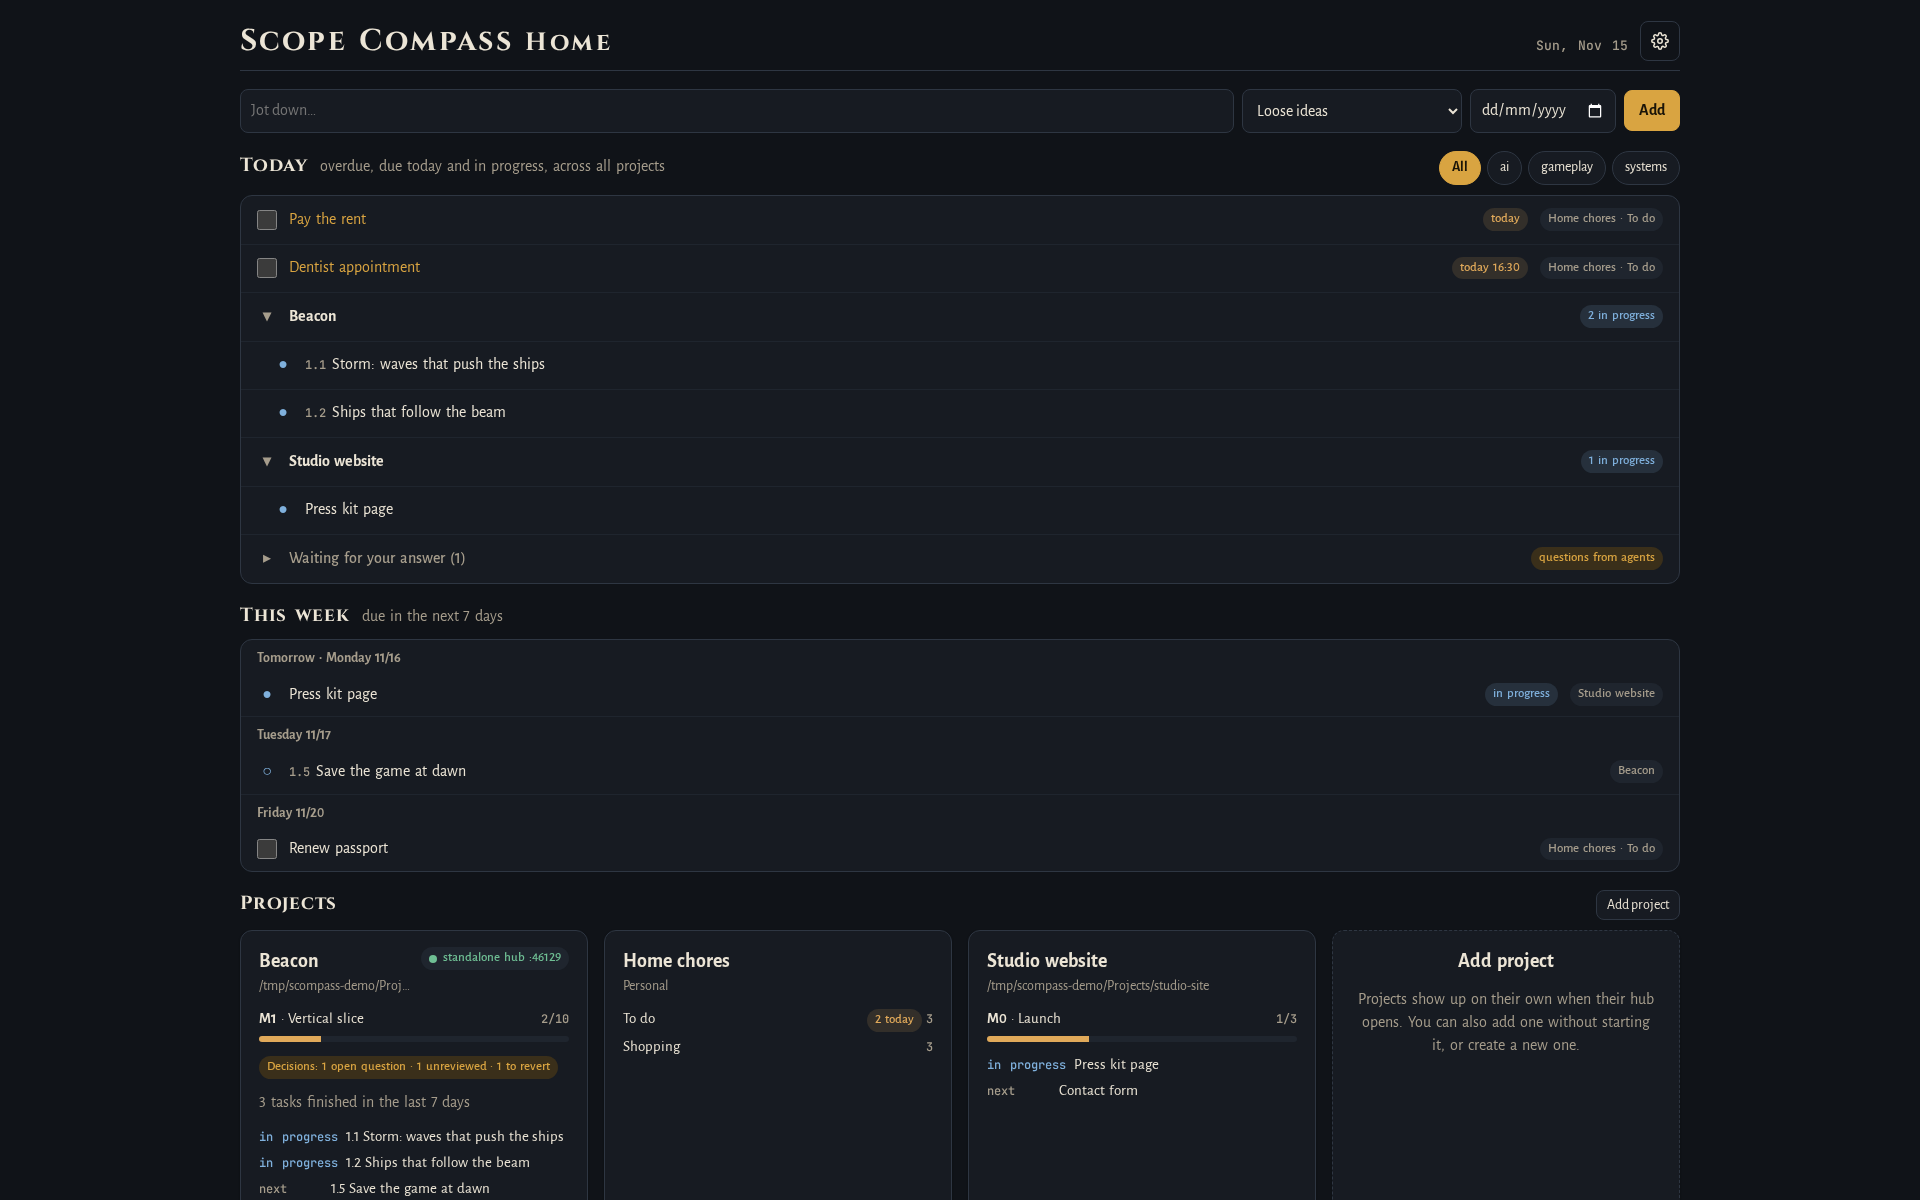 Scope Compass Home
Sun, Nov 15
Jot down...
Loose ideas
dd/mm/yyyy
Add
Today overdue, due today and in progress, across all projects
All ai gameplay systems
Pay the rent today Home chores · To do
Dentist appointment today 16:30 Home chores · To do
Beacon 2 in progress
1.1 Storm: waves that push the ships
1.2 Ships that follow the beam
Studio website 1 in progress
Press kit page
Waiting for your answer (1) questions from agents
This week due in the next 7 days
Tomorrow · Monday 11/16
Press kit page in progress Studio website
Tuesday 11/17
1.5 Save the game at dawn Beacon
Friday 11/20
Renew passport Home chores · To do
Projects
Add project
Beacon standalone hub :46129
/tmp/scompass-demo/Proj...
M1 · Vertical slice 2/10
Decisions: 1 open question · 1 unreviewed · 1 to revert
3 tasks finished in the last 7 days
in progress 1.1 Storm: waves that push the ships
in progress 1.2 Ships that follow the beam
next 1.5 Save the game at dawn
Home chores
Personal
To do 2 today 3
Shopping 3
Studio website
/tmp/scompass-demo/Projects/studio-site
M0 · Launch 1/3
in progress Press kit page
next Contact form
Add project
Projects show up on their own when their hub
opens. You can also add one without starting
it, or create a new one.